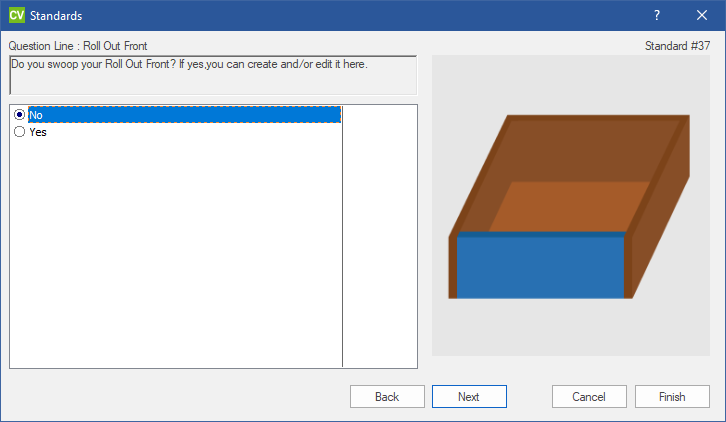 CV Standards ?
Question Line : Roll Out Front
Standard #37
Do you swoop your Roll Out Front? If yes,you can create and/or edit it here.
No
Yes
Back Next Cancel Finish